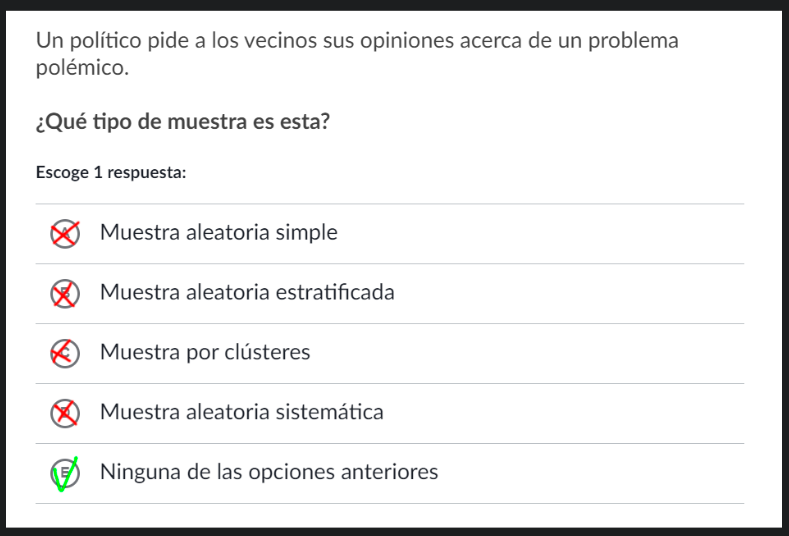 Un político pide a los vecinos sus opiniones acerca de un problema
polémico.
¿Qué tipo de muestra es esta?
Escoge 1 respuesta:
A Muestra aleatoria simple
B Muestra aleatoria estratificada
C Muestra por clústeres
D Muestra aleatoria sistemática
E Ninguna de las opciones anteriores